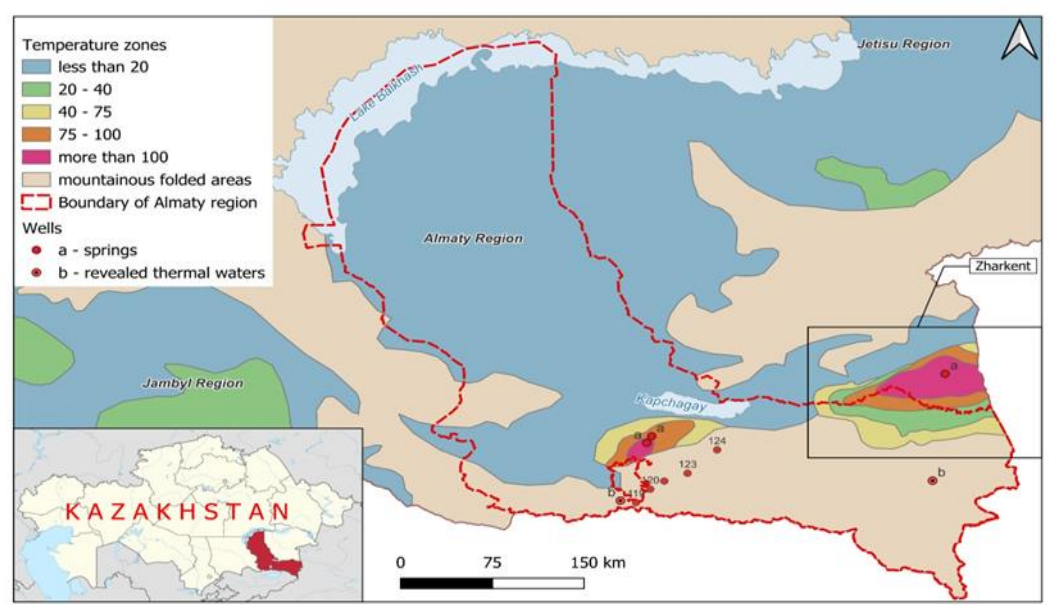 Temperature zones
less than 20
20 - 40
40 - 75
75 - 100
more than 100
mountainous folded areas
Boundary of Almaty region
Wells
a - springs
b - revealed thermal waters
Jetisu Region
Lake Balkhash
Almaty Region
Zharkent
Jambyl Region
Kapchagay
a
a
a
124
123
120
119
b
b
KAZAKHSTAN
0 75 150 km